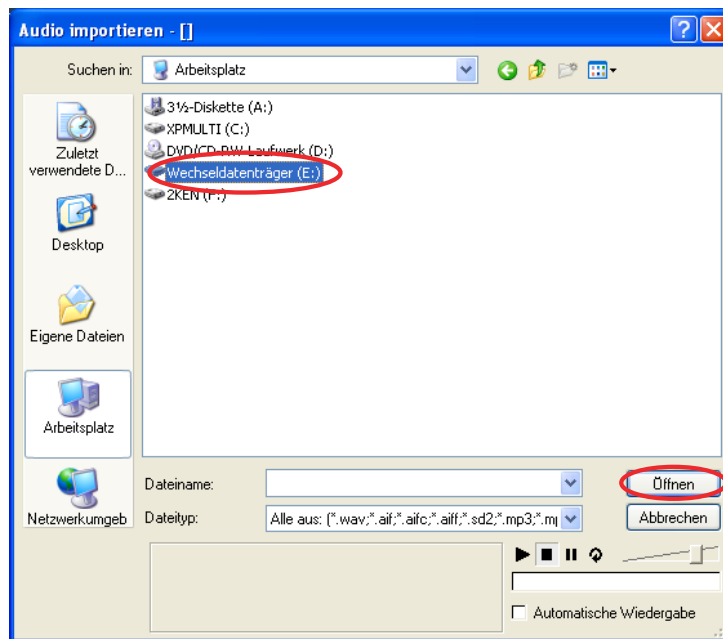 Audio importieren - []
Suchen in:
Arbeitsplatz
3½-Diskette (A:)
XPMULTI (C:)
DVD/CD-RW-Laufwerk (D:)
Wechseldatenträger (E:)
2KEN (F:)
Zuletzt
verwendete D...
Desktop
Eigene Dateien
Arbeitsplatz
Netzwerkumgeb
Dateiname:
Öffnen
Dateityp:
Alle aus: (*.wav;*.aif;*.aifc;*.aiff;*.sd2;*.mp3;*.m
Abbrechen
Automatische Wiedergabe